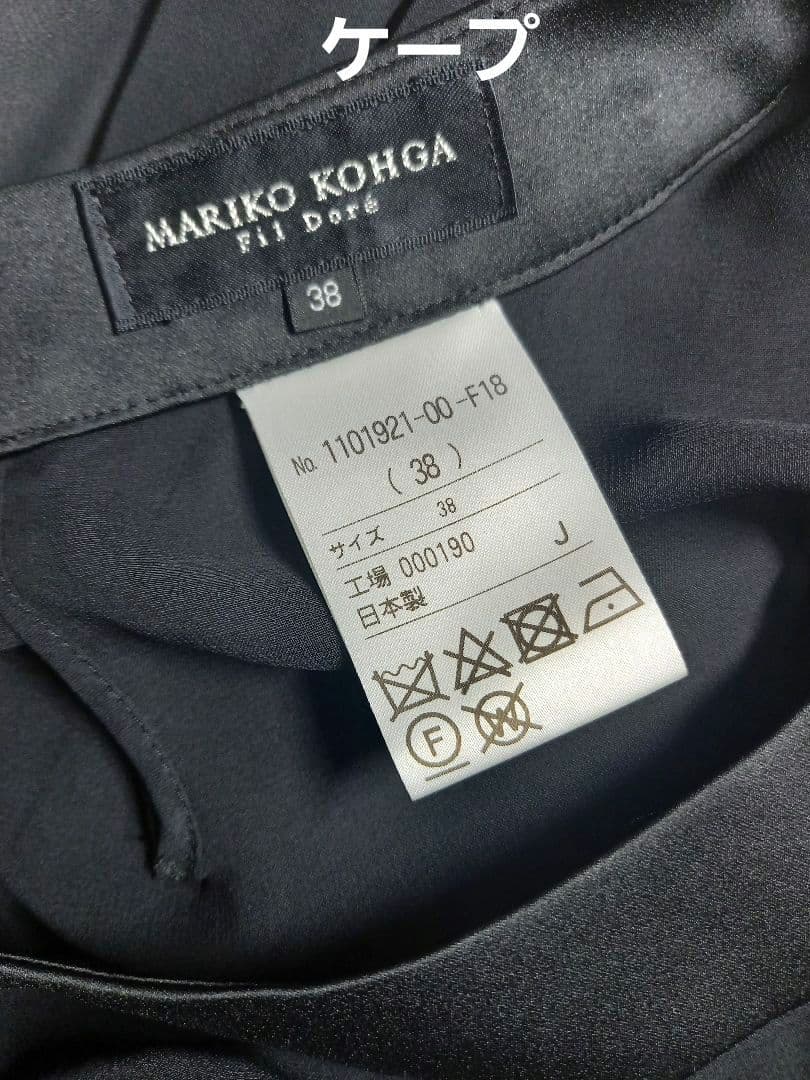 ケープ
MARIKO KOHGA
Fil Doré
38
No. 1101921-00-F18
( 38 )
サイズ 38
工場 000190 J
日本製
F W